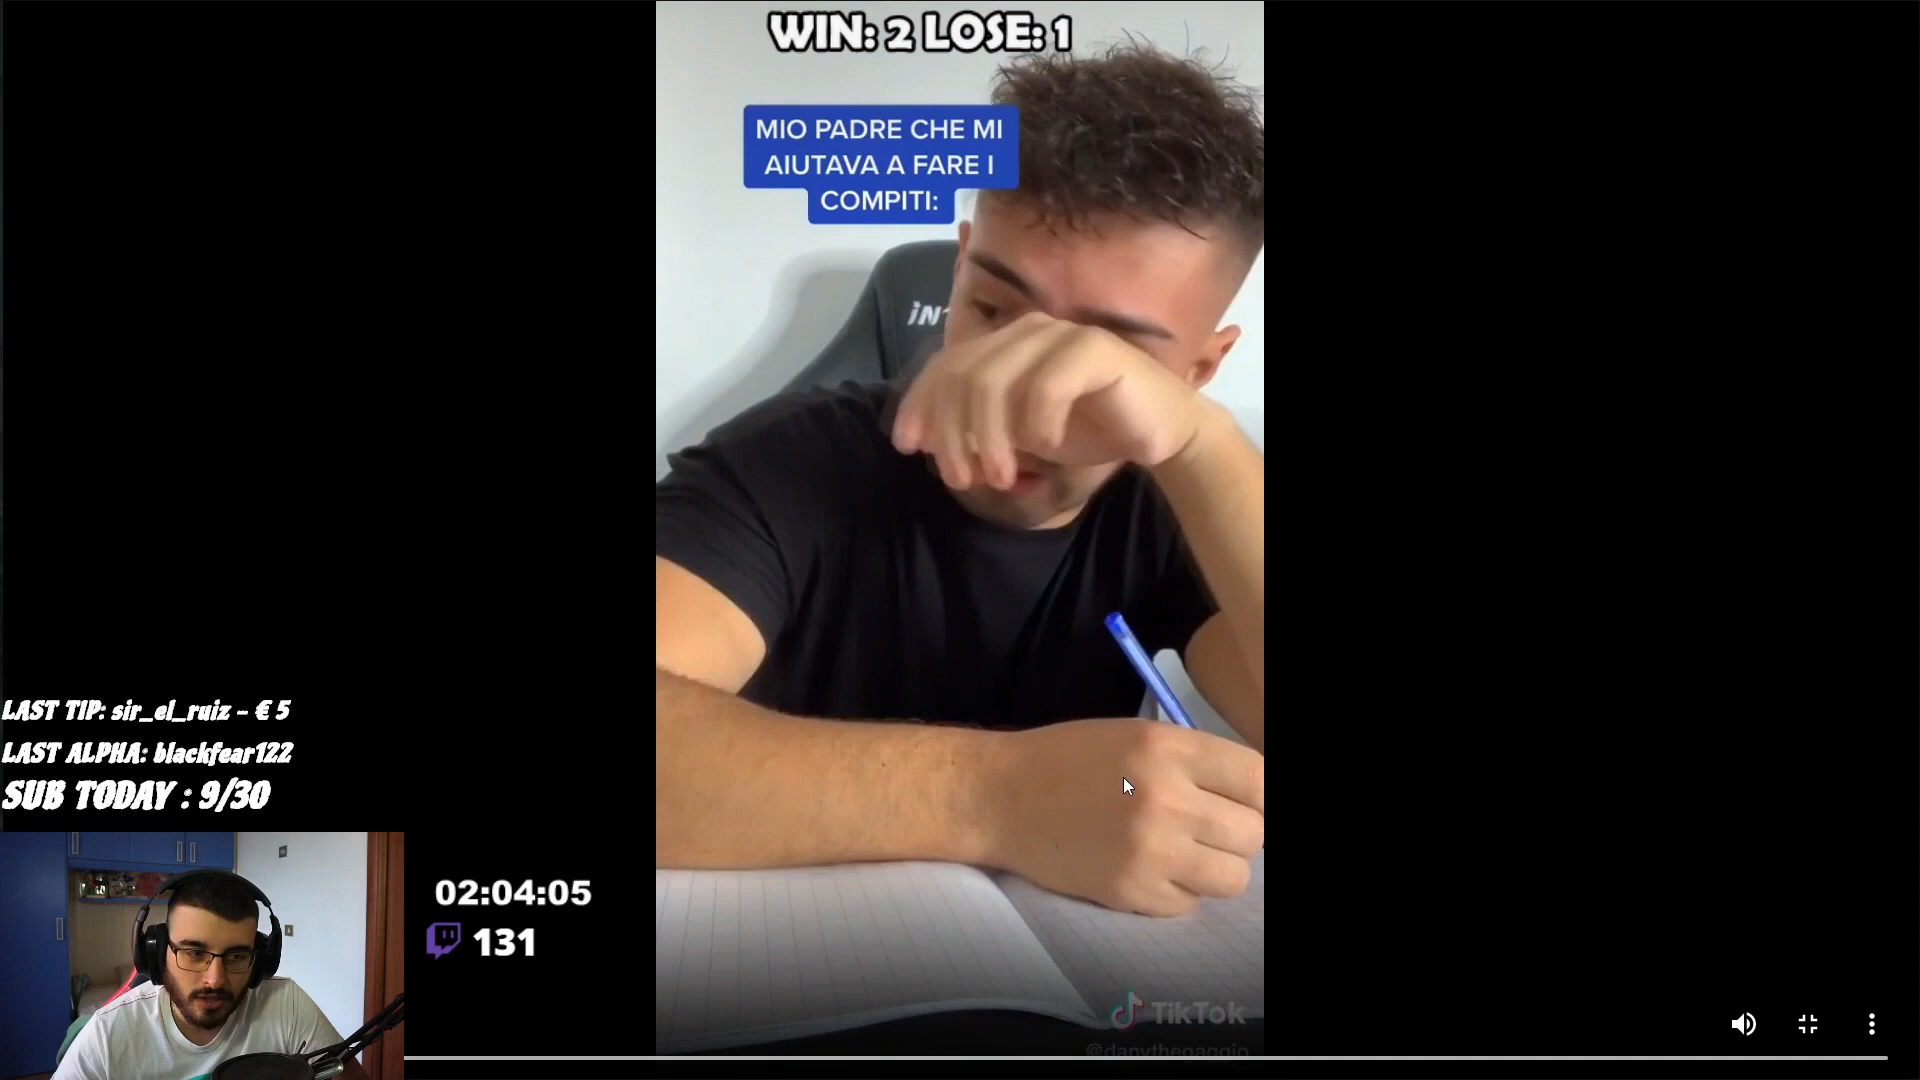 WIN: 2 LOSE: 1
MIO PADRE CHE MI
AIUTAVA A FARE I
COMPITI:
LAST TIP: sir_el_ruiz - € 5
LAST ALPHA: blackfear122
SUB TODAY : 9/30
02:04:05
131
TikTok
@danythegaggio